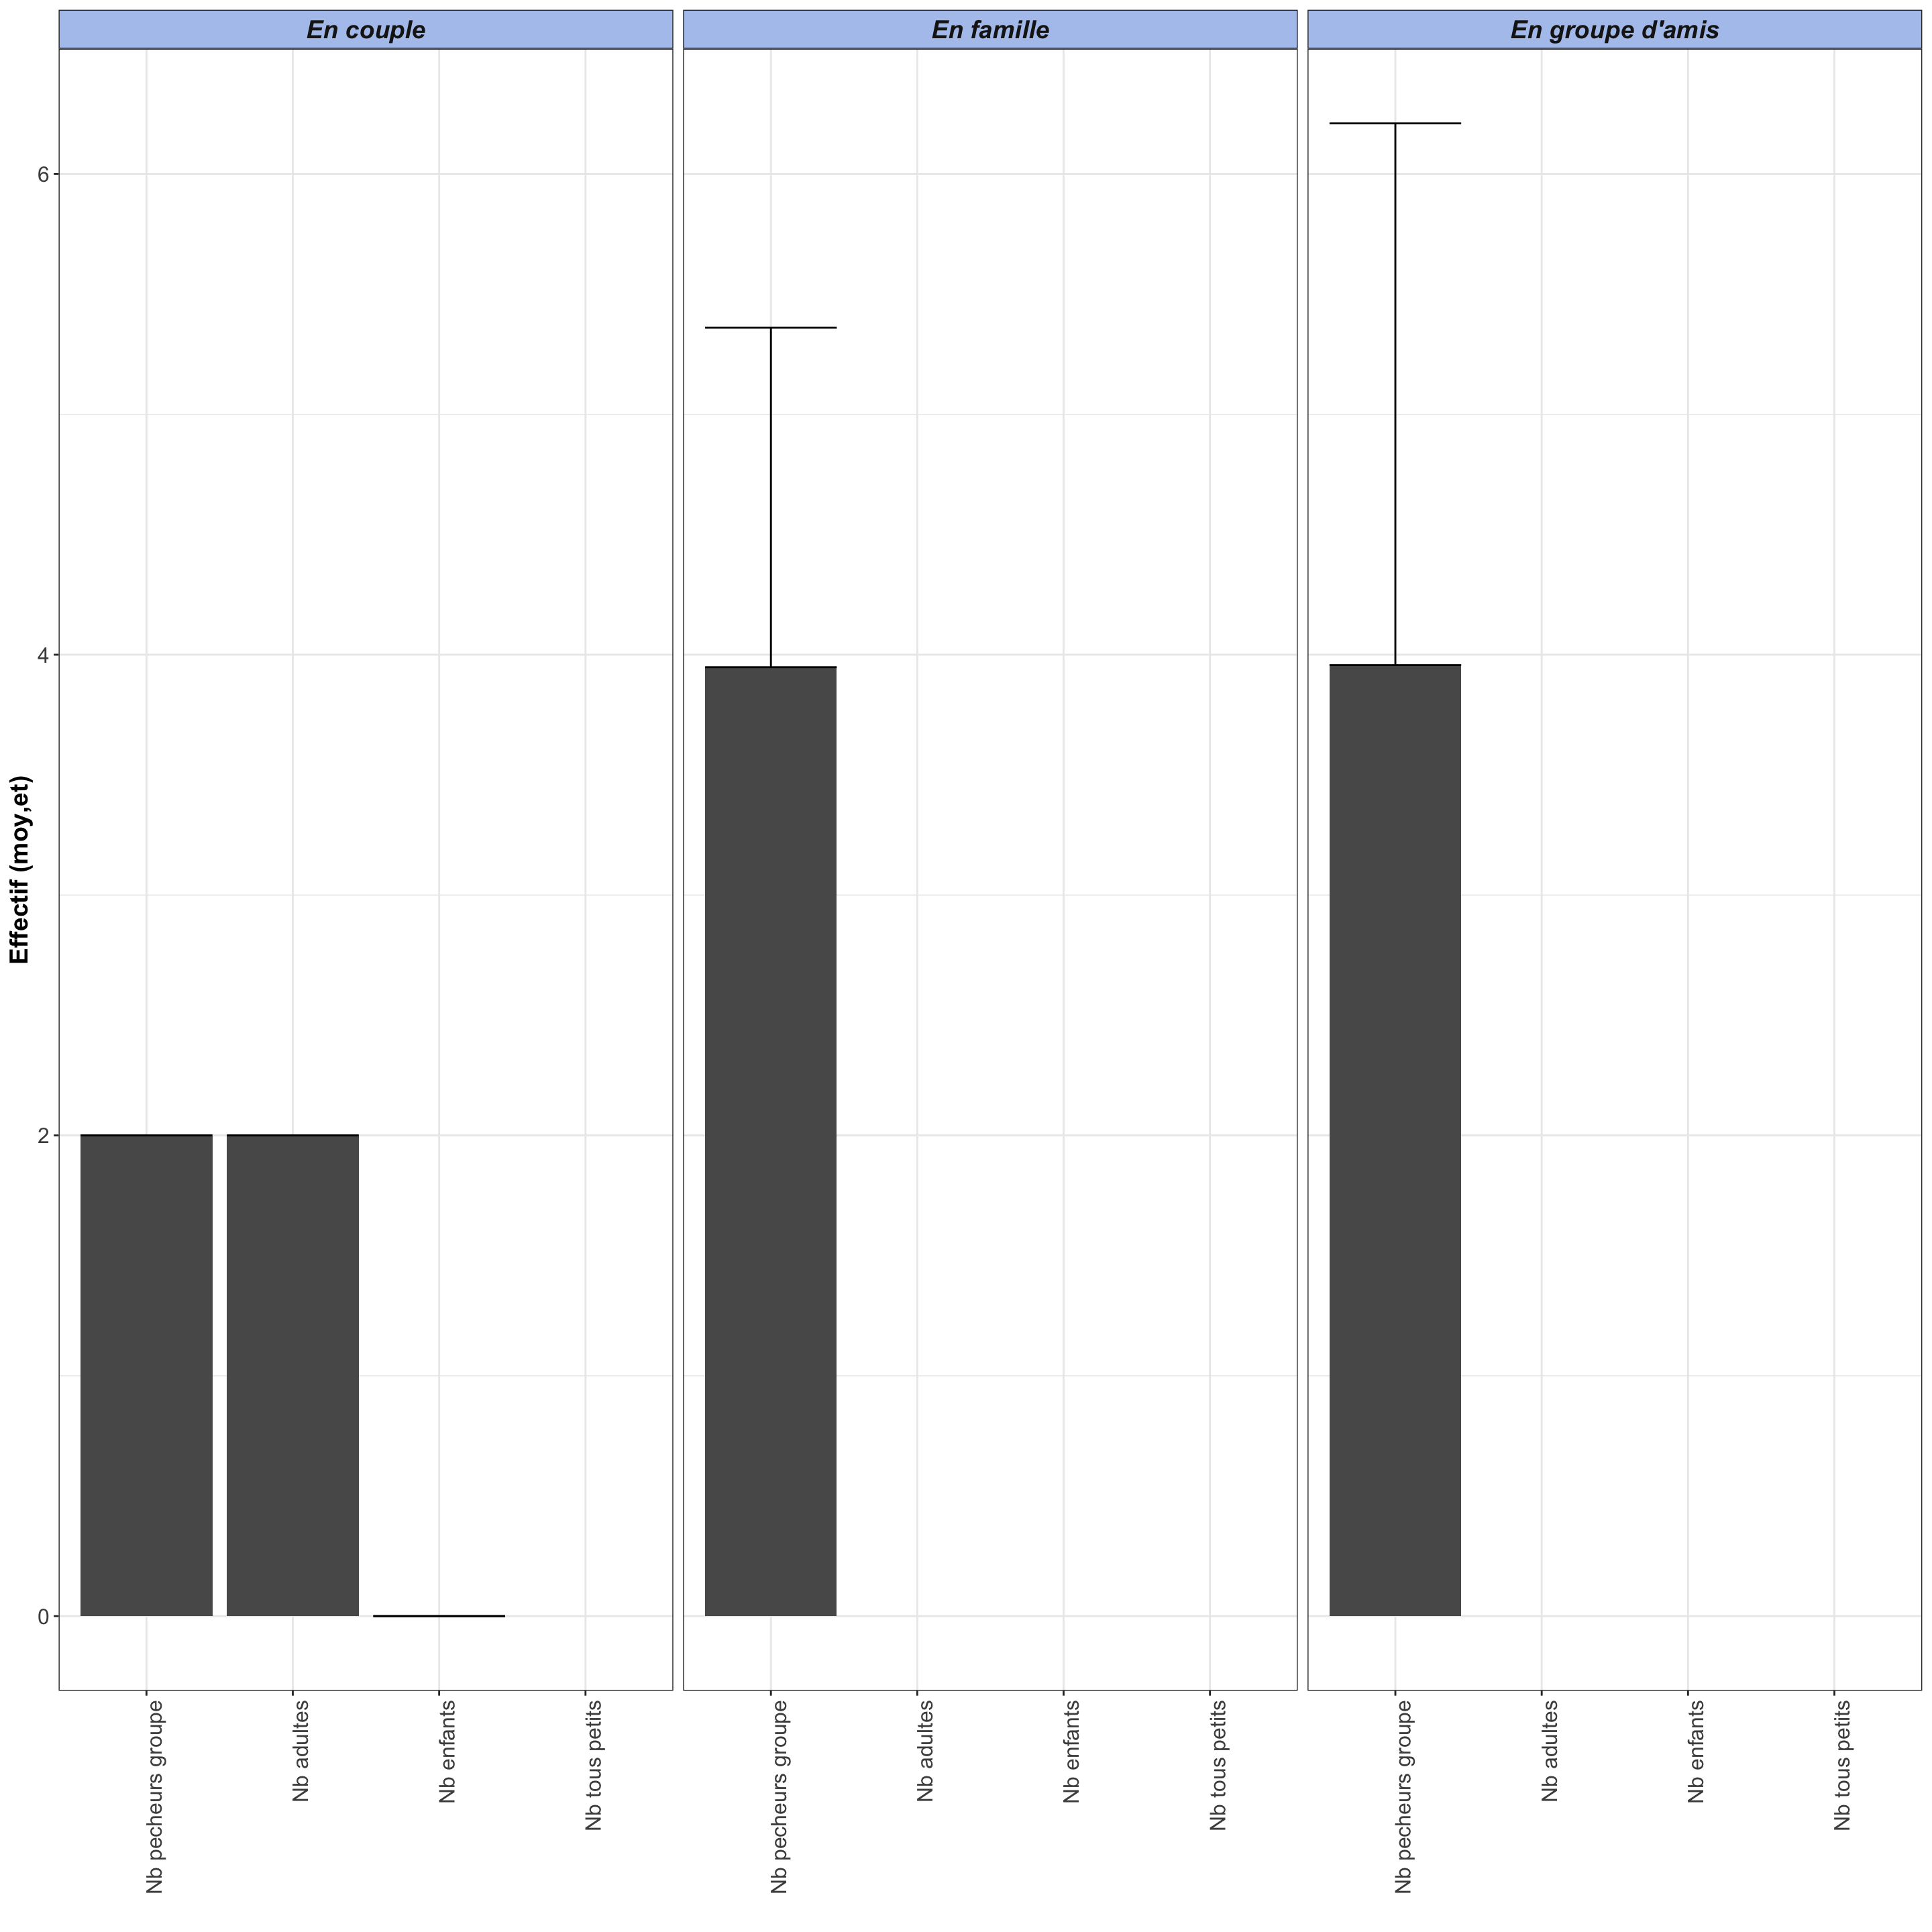 En couple
En famille
En groupe d'amis
Effectif (moy,et)
6
4
2
0
Nb pecheurs groupe
Nb adultes
Nb enfants
Nb tous petits
Nb pecheurs groupe
Nb adultes
Nb enfants
Nb tous petits
Nb pecheurs groupe
Nb adultes
Nb enfants
Nb tous petits